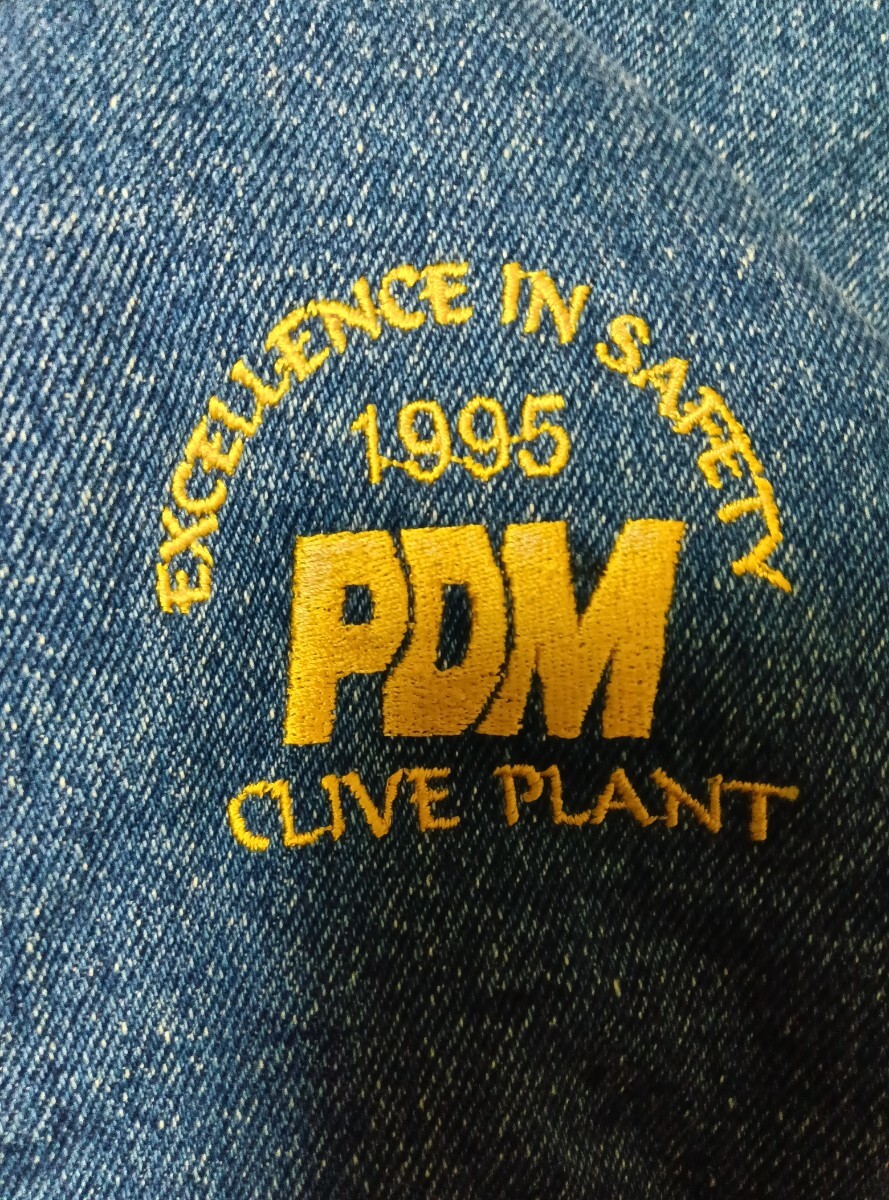 EXCELLENCE IN SAFETY
1995
PDM
CLIVE PLANT